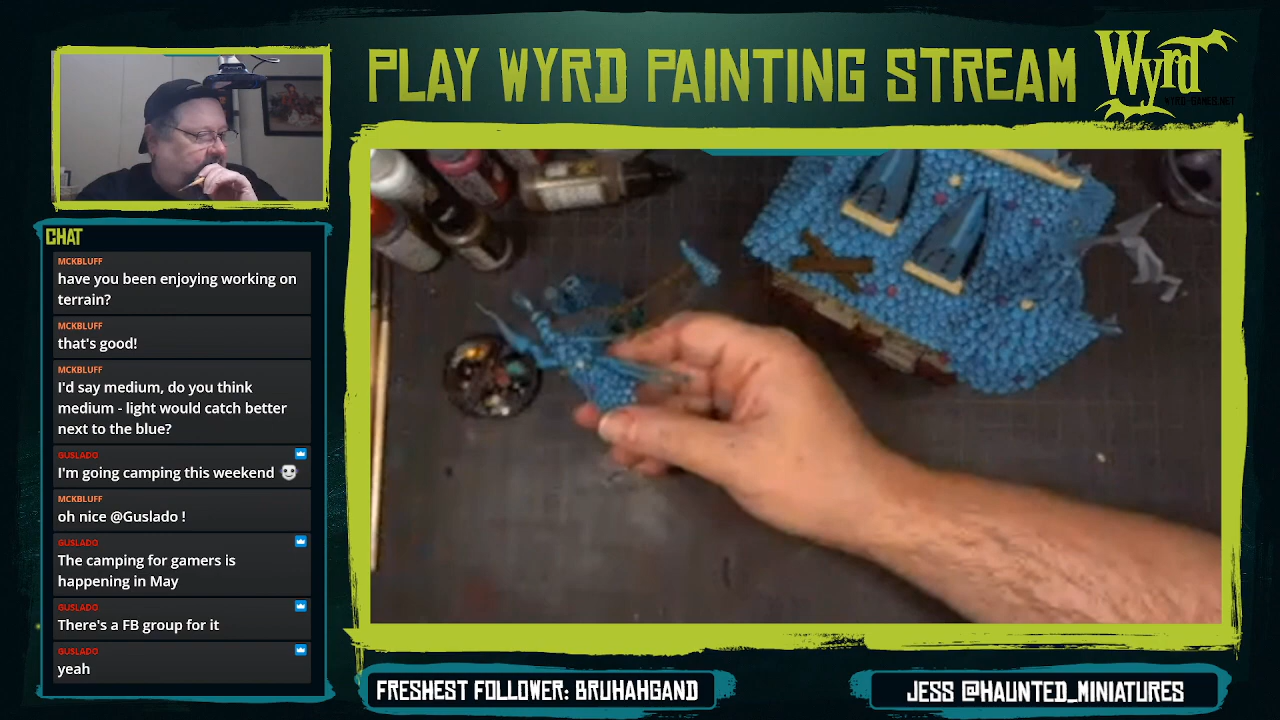 PLAY WYRD PAINTING STREAM
Wyrd
WYRD-GAMES.NET
CHAT
MCKBLUFF
have you been enjoying working on
terrain?
MCKBLUFF
that's good!
MCKBLUFF
I'd say medium, do you think
medium - light would catch better
next to the blue?
GUSLADO
I'm going camping this weekend
MCKBLUFF
oh nice @Guslado !
GUSLADO
The camping for gamers is
happening in May
GUSLADO
There's a FB group for it
GUSLADO
yeah
FRESHEST FOLLOWER: BRUHAHGAND
JESS @HAUNTED_MINIATURES